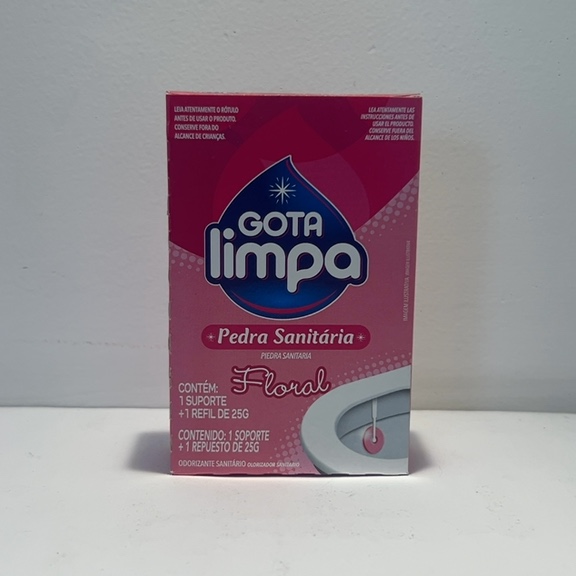 LEIA ATENTAMENTE O RÓTULO
ANTES DE USAR O PRODUTO.
CONSERVE FORA DO
ALCANCE DE CRIANÇAS.
LEA ATENTAMENTE LAS
INSTRUCCIONES ANTES DE
USAR EL PRODUCTO.
CONSERVE FUERA DEL
ALCANCE DE LOS NIÑOS.
GOTA
limpa
Pedra Sanitária
PIEDRA SANITARIA
Floral
CONTÉM:
1 SUPORTE
+1 REFIL DE 25G
CONTENIDO: 1 SOPORTE
+ 1 REPUESTO DE 25G
ODORIZANTE SANITÁRIO OLORIZADOR SANITARIO